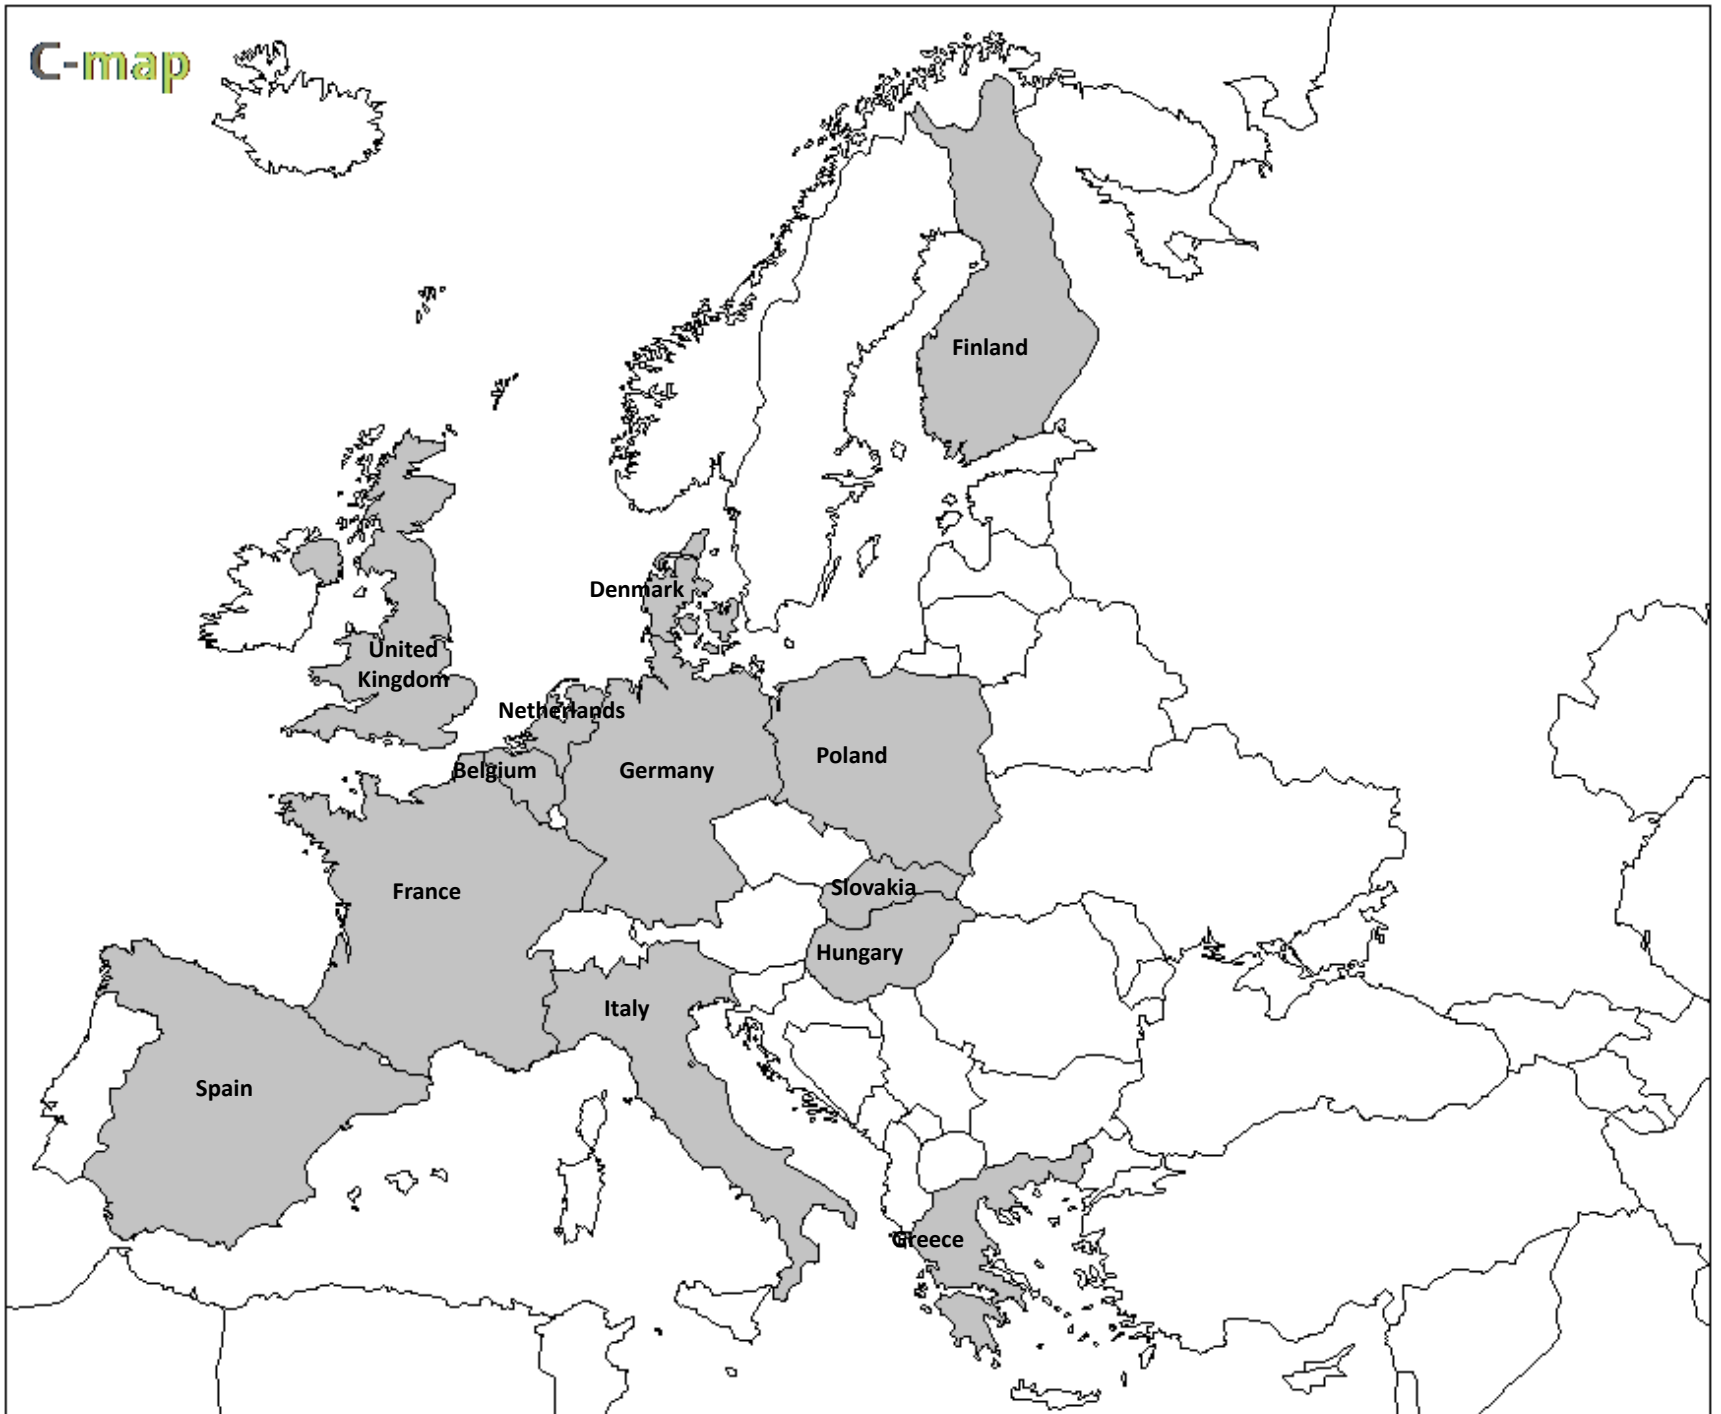 C-map
Finland
Denmark
United
Kingdom
Netherlands
Belgium
Germany
Poland
France
Slovakia
Hungary
Italy
Spain
Greece